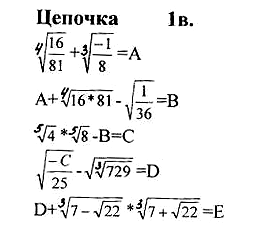 Цепочка 1в.
⁴√(16/81) + ³√(-1/8) = A
A+⁴√(16*81) - √(1/36) = B
⁵√4 * ⁵√8 - B = C
√(-C/25) - √(³√729) = D
D+³√(7-√22) * ³√(7+√22) = E